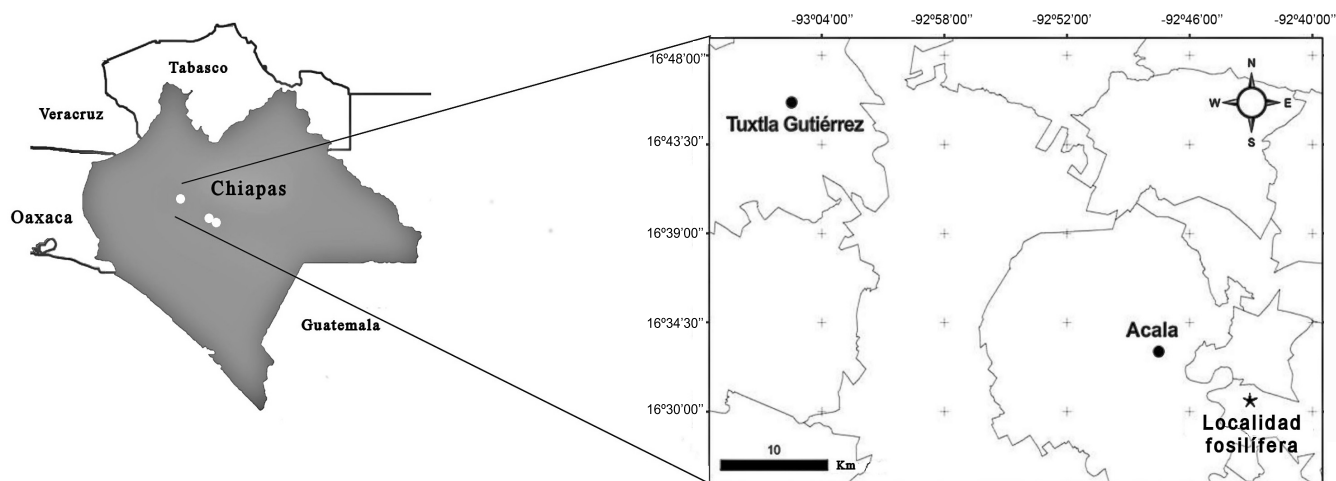 Tabasco
Veracruz
Chiapas
Oaxaca
Guatemala
-93º04'00'' -92º58'00'' -92º52'00'' -92º46'00'' -92º40'00''
16º48'00''
16º43'30''
16º39'00''
16º34'30''
16º30'00''
N
W E
S
Tuxtla Gutiérrez
Acala
Localidad
fosilífera
10
Km